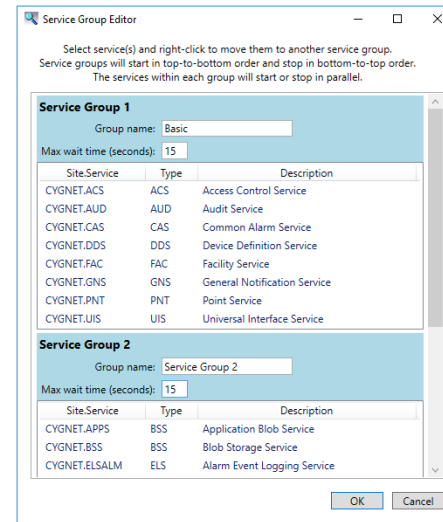 Service Group Editor
Select service(s) and right-click to move them to another service group.
Service groups will start in top-to-bottom order and stop in bottom-to-top order.
The services within each group will start or stop in parallel.
Service Group 1
Group name: Basic
Max wait time (seconds): 15
Site.Service Type Description
CYGNET.ACS ACS Access Control Service
CYGNET.AUD AUD Audit Service
CYGNET.CAS CAS Common Alarm Service
CYGNET.DDS DDS Device Definition Service
CYGNET.FAC FAC Facility Service
CYGNET.GNS GNS General Notification Service
CYGNET.PNT PNT Point Service
CYGNET.UIS UIS Universal Interface Service
Service Group 2
Group name: Service Group 2
Max wait time (seconds): 15
Site.Service Type Description
CYGNET.APPS BSS Application Blob Service
CYGNET.BSS BSS Blob Storage Service
CYGNET.ELSALM ELS Alarm Event Logging Service
OK Cancel